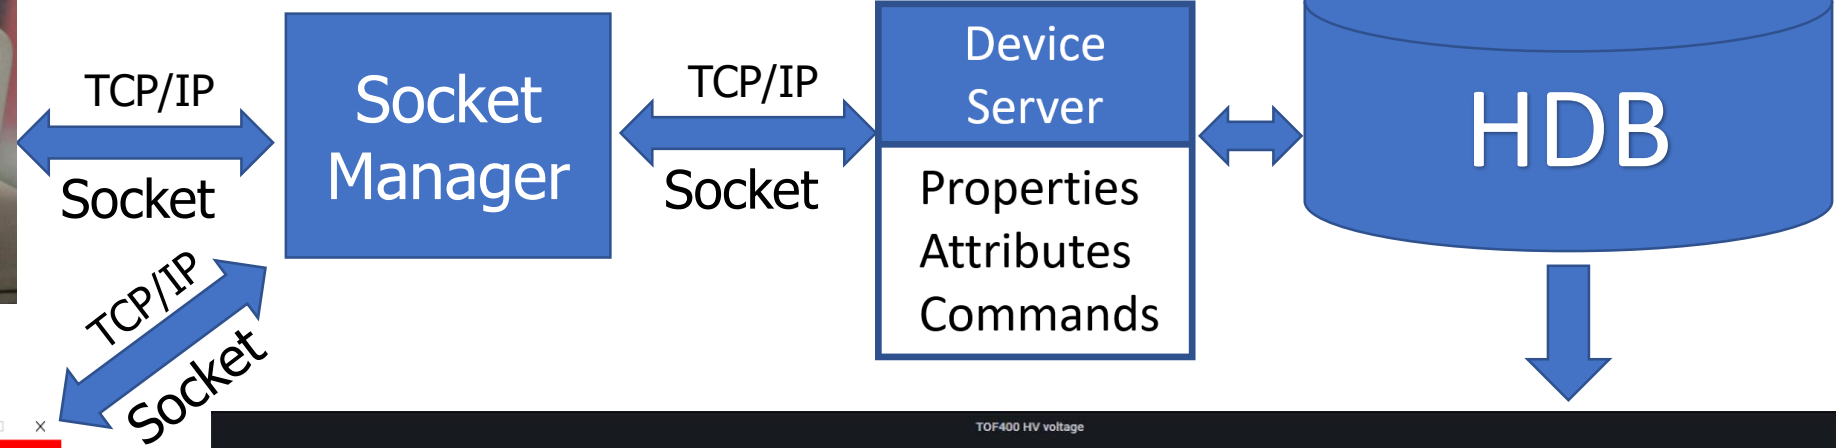 TCP/IP
Socket
Socket
Manager
TCP/IP
Socket
Device
Server
Properties
Attributes
Commands
HDB
TCP/IP
Socket
TOF400 HV voltage